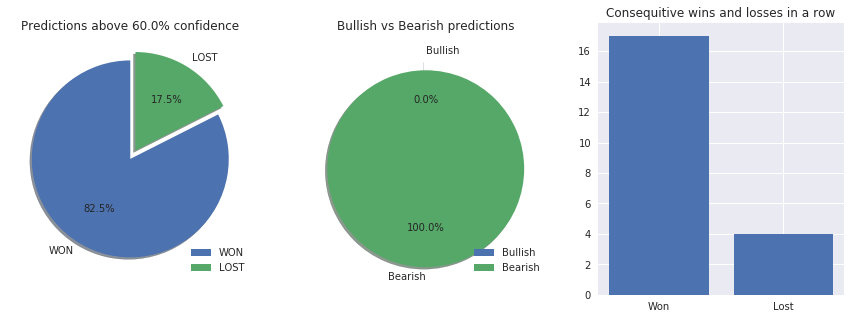 Predictions above 60.0% confidence
LOST
17.5%
82.5%
WON
WON
LOST
Bullish vs Bearish predictions
Bullish
0.0%
100.0%
Bearish
Bullish
Bearish
Consequitive wins and losses in a row
16
14
12
10
8
6
4
2
0
Won
Lost